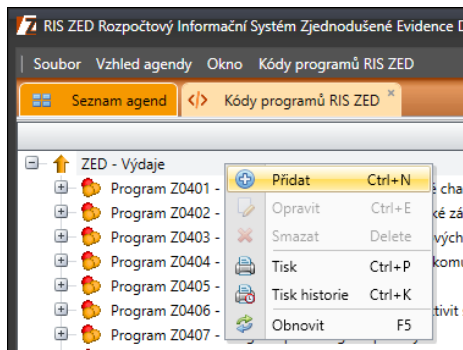 RIS ZED Rozpočtový Informační Systém Zjednodušené Evidence
Soubor Vzhled agendy Okno Kódy programů RIS ZED
Seznam agend Kódy programů RIS ZED
ZED - Výdaje
Program Z0401 -
Program Z0402 -
Program Z0403 -
Program Z0404 -
Program Z0405 -
Program Z0406 -
Program Z0407 -
Přidat Ctrl+N
Opravit Ctrl+E
Smazat Delete
Tisk Ctrl+P
Tisk historie Ctrl+K
Obnovit F5